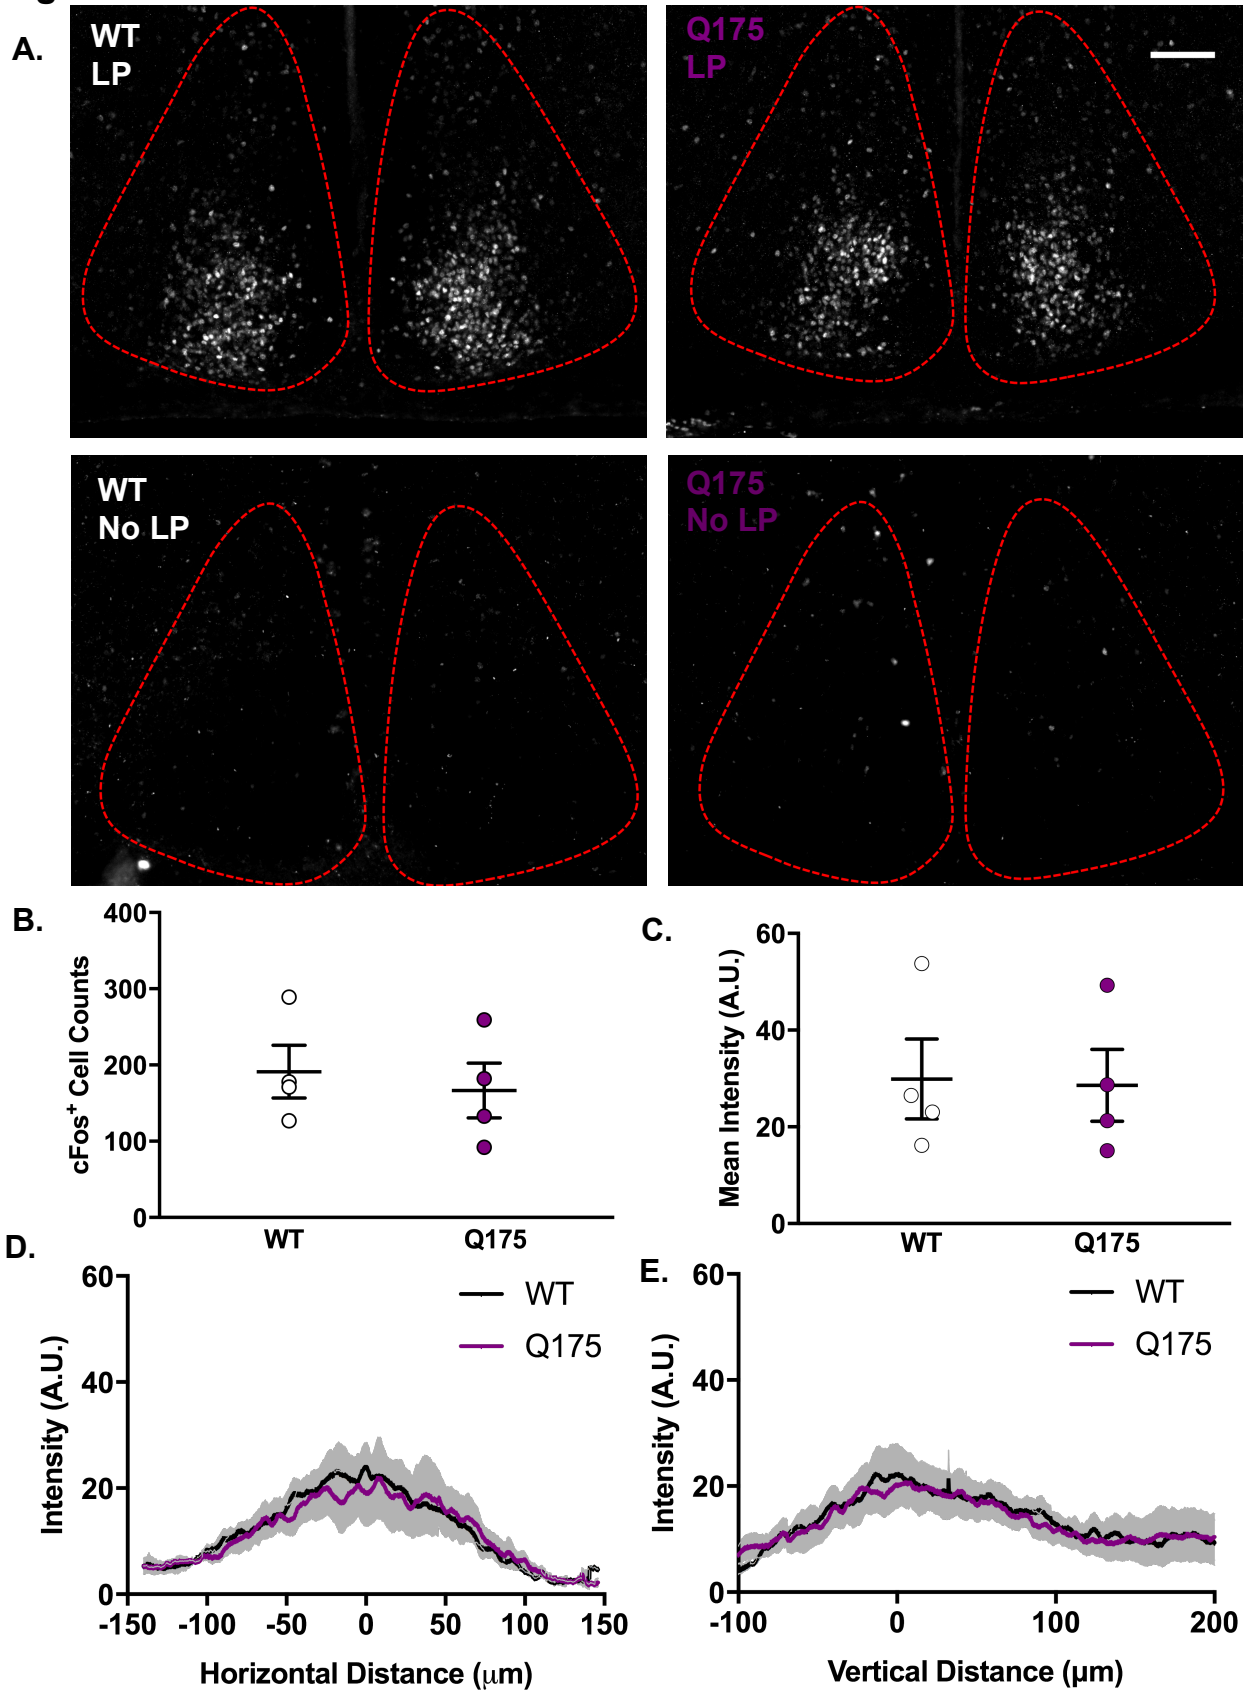 A.
WT
LP
Q175
LP
WT
No LP
Q175
No LP
B.
400
300
200
100
0
cFos+ Cell Counts
WT
Q175
C.
60
40
20
0
Mean Intensity (A.U.)
WT
Q175
D.
60
40
20
0
Intensity (A.U.)
WT
Q175
-150 -100 -50 0 50 100 150
Horizontal Distance (μm)
E.
60
40
20
0
Intensity (A.U.)
WT
Q175
-100 0 100 200
Vertical Distance (µm)